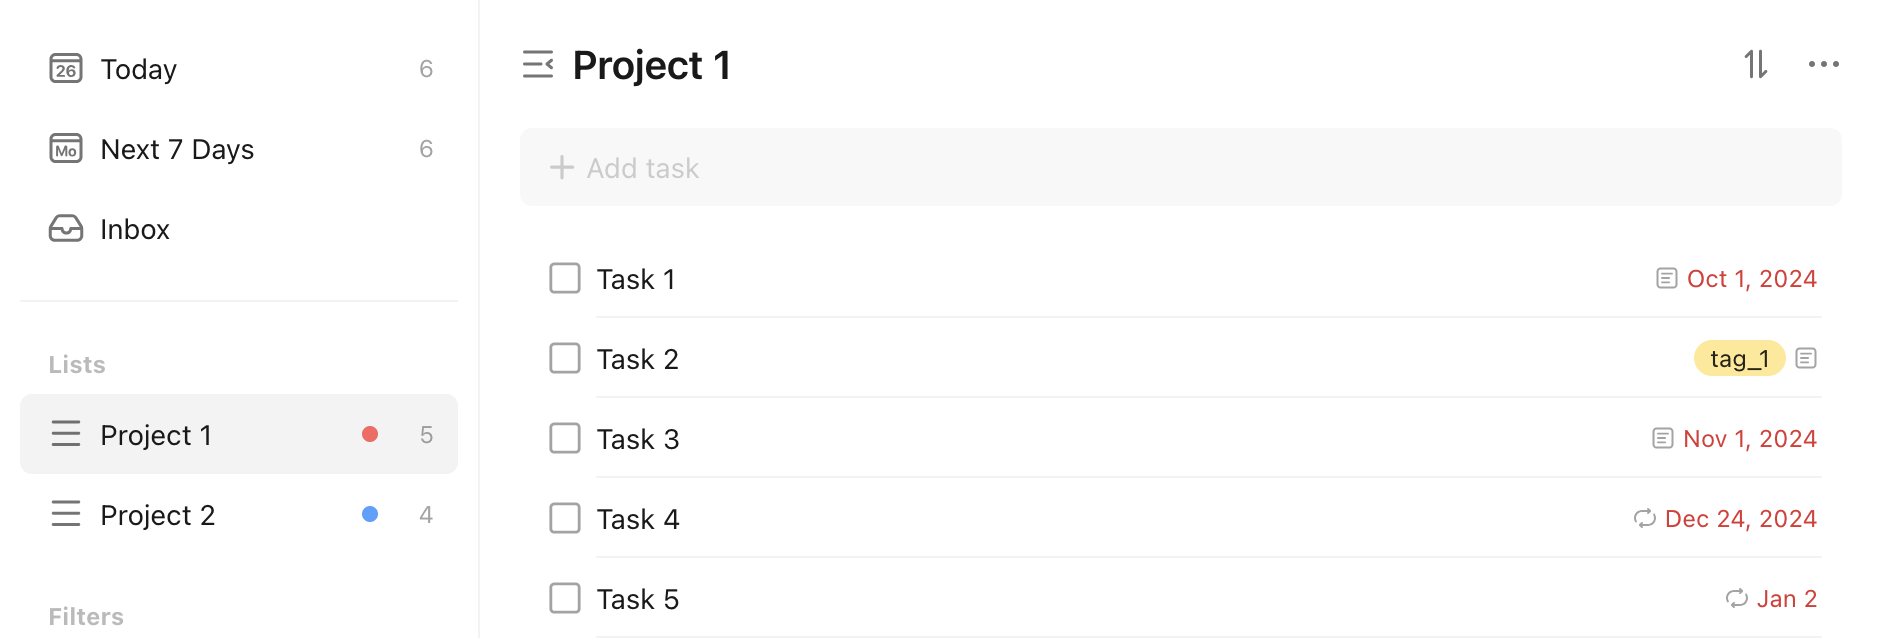 26 Today 6
Mo Next 7 Days 6
Inbox
Lists
Project 1 5
Project 2 4
Filters
Project 1
Add task
Task 1 Oct 1, 2024
Task 2 tag_1
Task 3 Nov 1, 2024
Task 4 Dec 24, 2024
Task 5 Jan 2